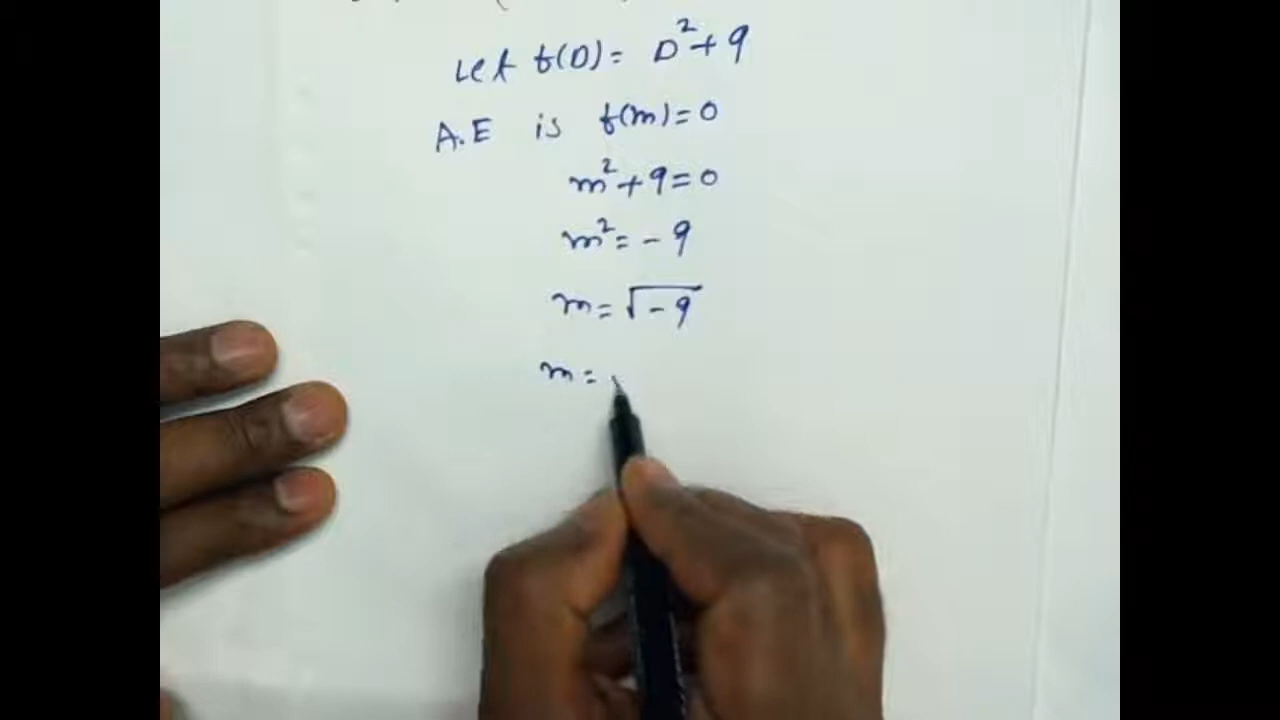 Let f(D) = D²+9
A.E is f(m)=0
m²+9=0
m²=-9
m=√-9
m=